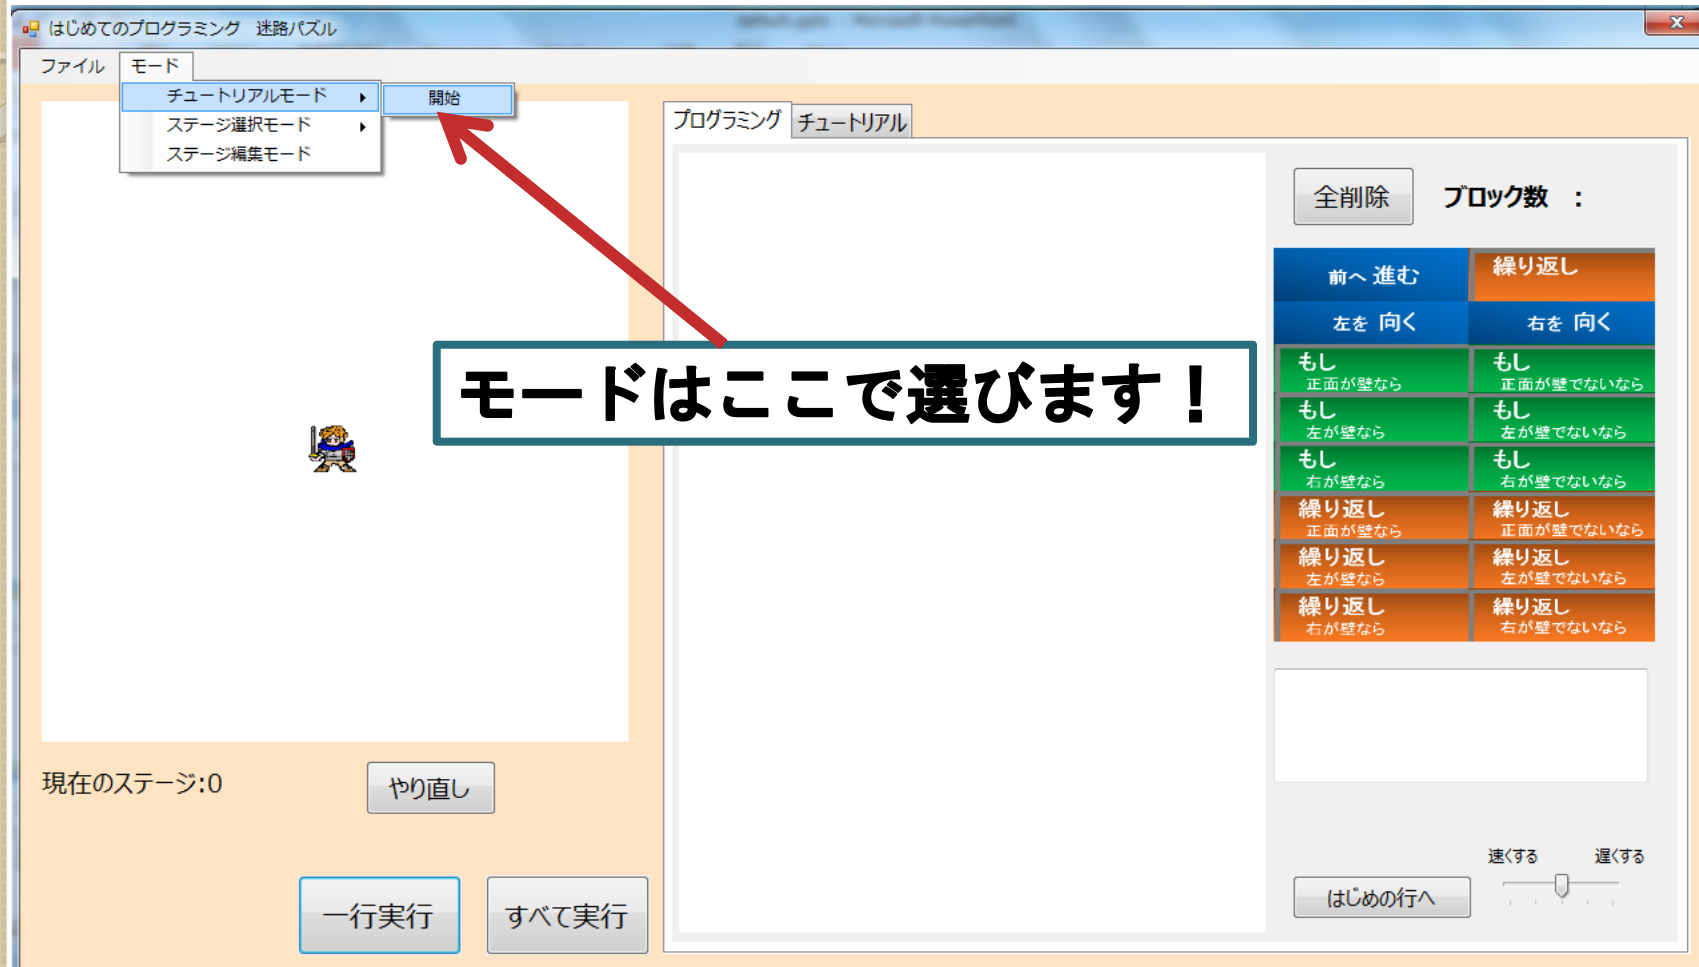 はじめてのプログラミング　迷路パズル
ファイル　モード
チュートリアルモード　開始
ステージ選択モード
ステージ編集モード
プログラミング　チュートリアル
全削除　ブロック数　：
前へ 進む　繰り返し
左を 向く　右を 向く
もし　もし
正面が壁なら　正面が壁でないなら
もし　もし
左が壁なら　左が壁でないなら
もし　もし
右が壁なら　右が壁でないなら
繰り返し　繰り返し
正面が壁なら　正面が壁でないなら
繰り返し　繰り返し
左が壁なら　左が壁でないなら
繰り返し　繰り返し
右が壁なら　右が壁でないなら
モードはここで選びます！
現在のステージ:0　やり直し
一行実行　すべて実行
速くする　遅くする
はじめの行へ